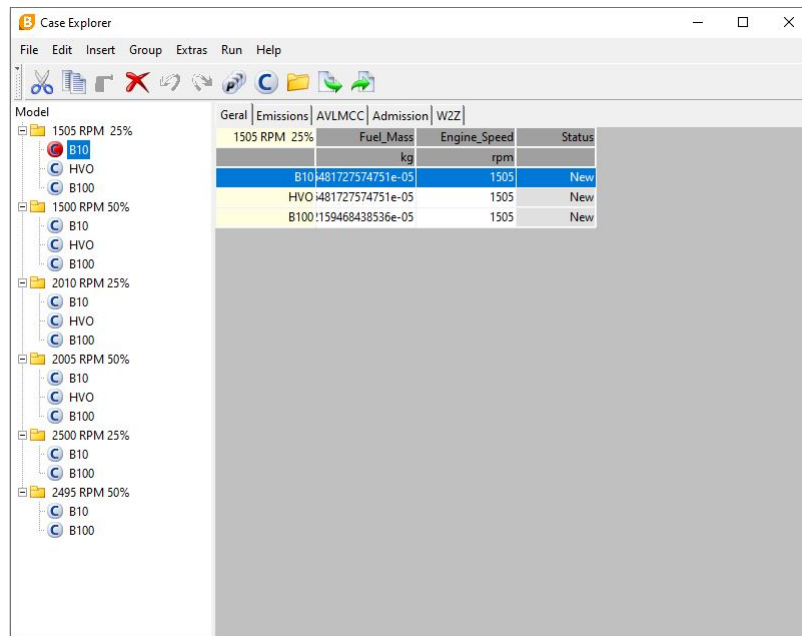 Case Explorer
File Edit Insert Group Extras Run Help
Model
1505 RPM 25%
B10
HVO
B100
1500 RPM 50%
B10
HVO
B100
2010 RPM 25%
B10
HVO
B100
2005 RPM 50%
B10
HVO
B100
2500 RPM 25%
B10
B100
2495 RPM 50%
B10
B100
Geral Emissions AVLMCC Admission W2Z
1505 RPM 25% Fuel_Mass Engine_Speed Status
kg rpm
B10 481727574751e-05 1505 New
HVO 481727574751e-05 1505 New
B100 159468438536e-05 1505 New